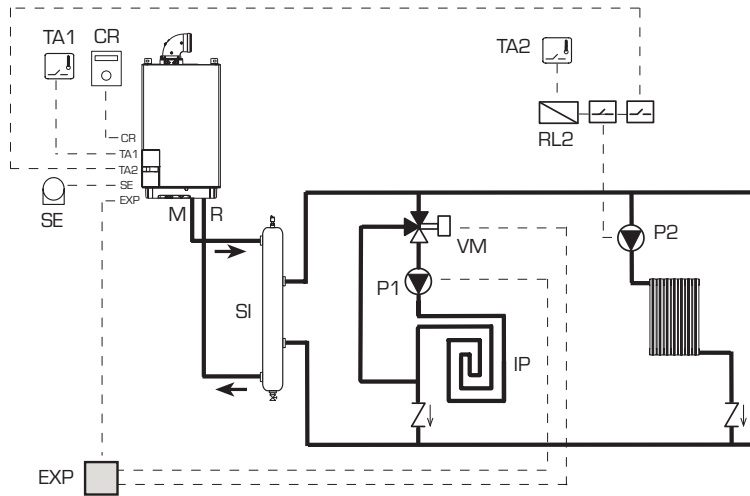 TA1 CR
TA2
CR
TA1
TA2
SE
EXP
RL2
SE
M R
VM
P2
P1
SI
IP
EXP